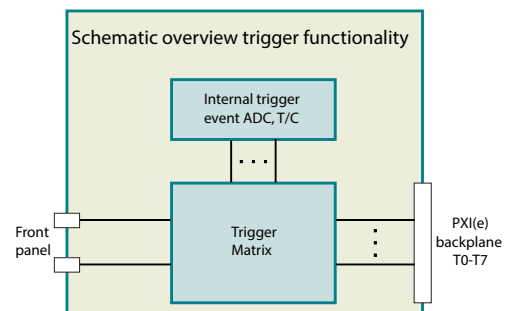 Schematic overview trigger functionality
Internal trigger
event ADC, T/C
Front
panel
Trigger
Matrix
PXI(e)
backplane
T0-T7